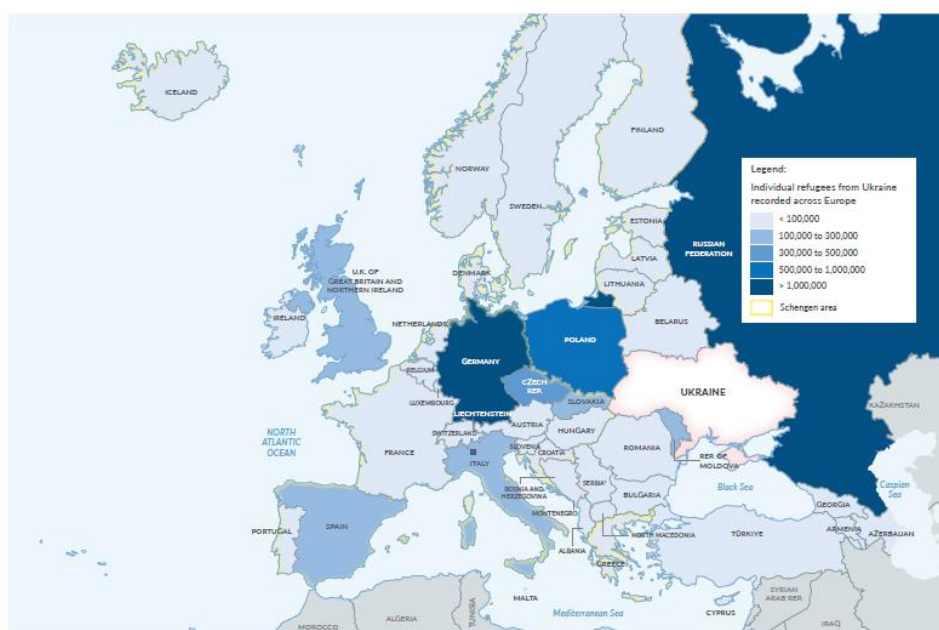 ICELAND
FINLAND
NORWAY
SWEDEN
Legend:
Individual refugees from Ukraine
recorded across Europe
< 100,000
100,000 to 300,000
300,000 to 500,000
500,000 to 1,000,000
> 1,000,000
Schengen area
ESTONIA
RUSSIAN
FEDERATION
LATVIA
DENMARK
LITHUANIA
U.K. OF
GREAT BRITAIN AND
NORTHERN IRELAND
IRELAND
NETHERLANDS
BELARUS
POLAND
GERMANY
BELGIUM
CZECH
REP.
UKRAINE
LUXEMBOURG
SLOVAKIA
KAZAKHSTAN
LIECHTENSTEIN
AUSTRIA
HUNGARY
SWITZERLAND
NORTH
ATLANTIC
OCEAN
FRANCE
SLOVENIA
CROATIA
ROMANIA
REP. OF
MOLDOVA
ITALY
BOSNIA AND
HERZEGOVINA
SERBIA
Black Sea
Caspian
Sea
BULGARIA
MONTENEGRO
GEORGIA
PORTUGAL
SPAIN
NORTH MACEDONIA
TÜRKIYE
ARMENIA
AZERBAIJAN
ALBANIA
GREECE
SYRIAN
ARAB REP.
MALTA
Mediterranean Sea
CYPRUS
TUNISIA
ALGERIA
MOROCCO
IRAQ